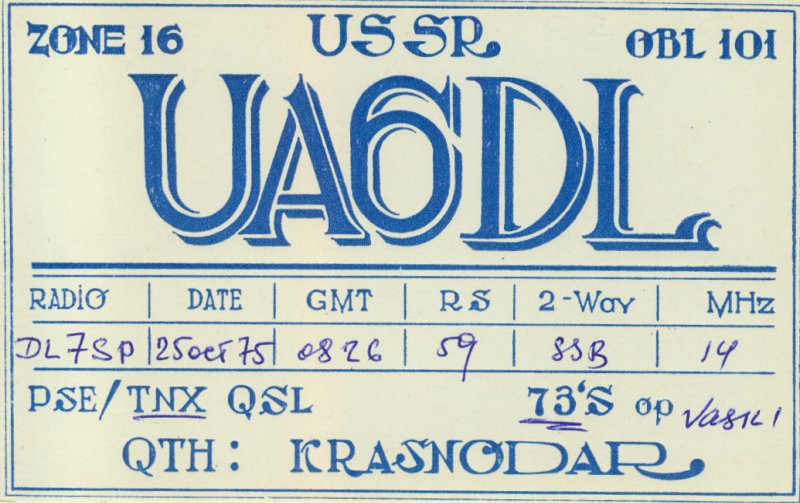 ZONE 16 USSR OBL 101
UA6DL
RADIO DATE GMT RS 2-WAY MHz
DL7SP 25 oct 75 0826 59 SSB 14
PSE/TNX QSL 73'S op Vasili
QTH: KRASNODAR